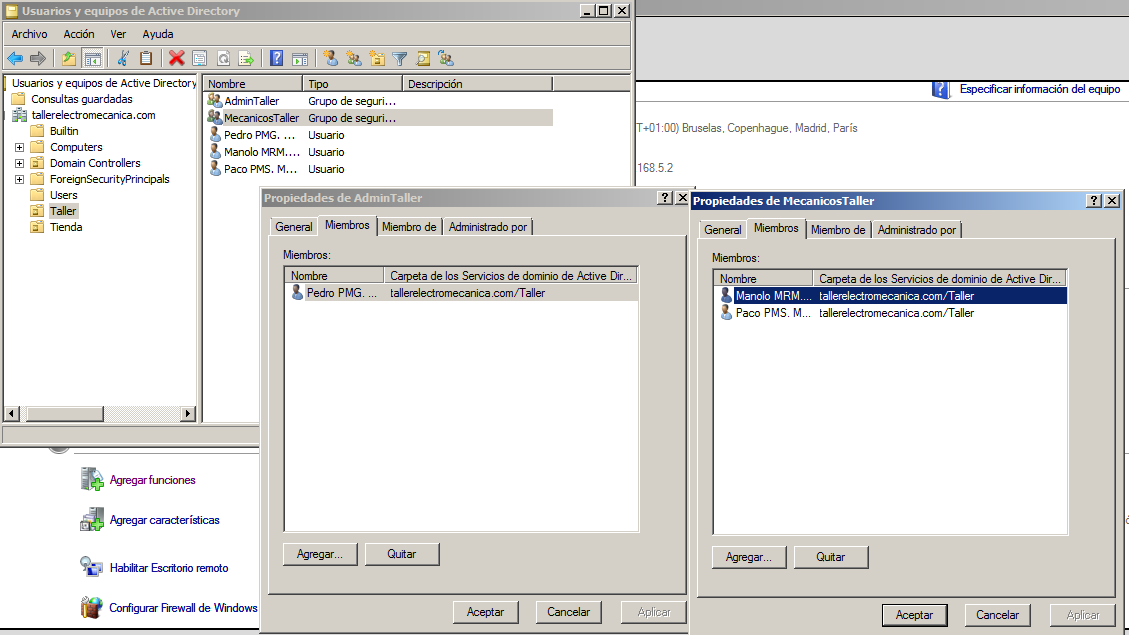 Usuarios y equipos de Active Directory
Archivo Acción Ver Ayuda
Usuarios y equipos de Active Directory
Consultas guardadas
tallerelectromecanica.com
Builtin
Computers
Domain Controllers
ForeignSecurityPrincipals
Users
Taller
Tienda
Nombre Tipo Descripción
AdminTaller Grupo de seguri...
MecanicosTaller Grupo de seguri...
Pedro PMG. ... Usuario
Manolo MRM.... Usuario
Paco PMS. M... Usuario
Especificar información del equipo
T+01:00) Bruselas, Copenhague, Madrid, París
168.5.2
Propiedades de AdminTaller
General Miembros Miembro de Administrado por
Miembros:
Nombre Carpeta de los Servicios de dominio de Active Dir...
Pedro PMG. ... tallerelectromecanica.com/Taller
Agregar... Quitar
Aceptar Cancelar Aplicar
Propiedades de MecanicosTaller
General Miembros Miembro de Administrado por
Miembros:
Nombre Carpeta de los Servicios de dominio de Active Dir...
Manolo MRM.... tallerelectromecanica.com/Taller
Paco PMS. M... tallerelectromecanica.com/Taller
Agregar... Quitar
Aceptar Cancelar Aplicar
Agregar funciones
Agregar características
Habilitar Escritorio remoto
Configurar Firewall de Windows